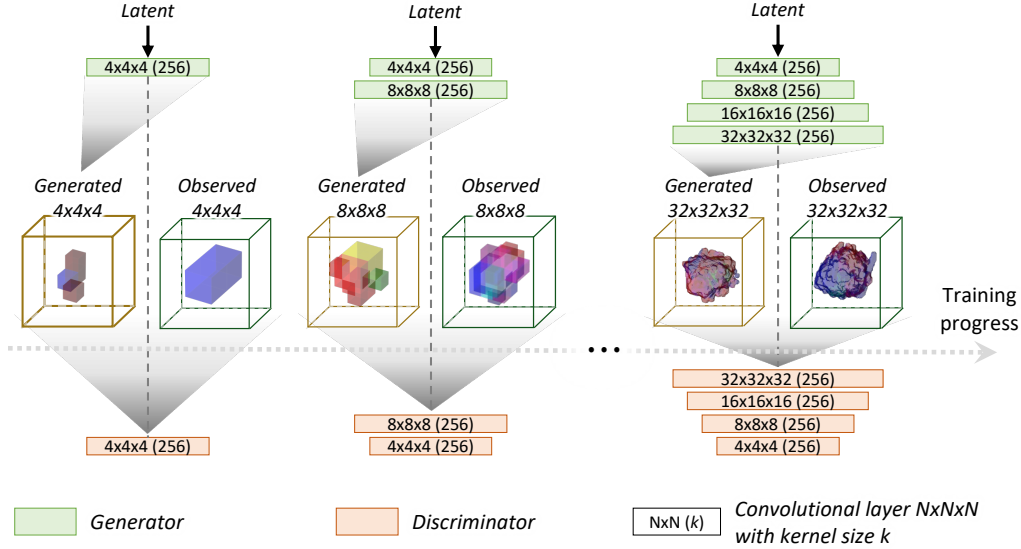 Latent
Latent
Latent
4x4x4 (256)
4x4x4 (256)
8x8x8 (256)
4x4x4 (256)
8x8x8 (256)
16x16x16 (256)
32x32x32 (256)
Generated
4x4x4
Observed
4x4x4
Generated
8x8x8
Observed
8x8x8
Generated
32x32x32
Observed
32x32x32
Training
progress
...
4x4x4 (256)
8x8x8 (256)
4x4x4 (256)
32x32x32 (256)
16x16x16 (256)
8x8x8 (256)
4x4x4 (256)
Generator
Discriminator
NxN (k)
Convolutional layer NxNxN
with kernel size k